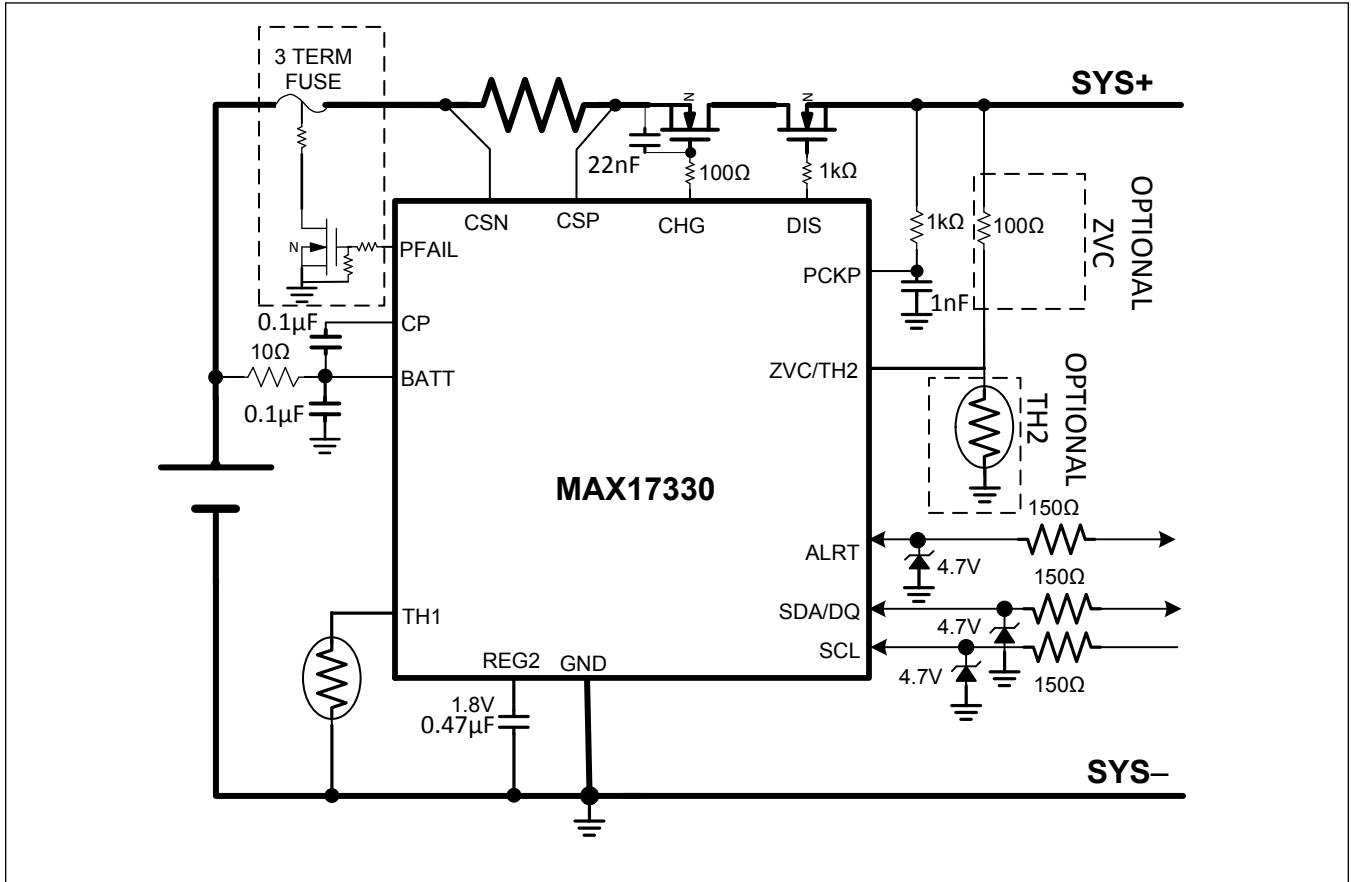 3 TERM
FUSE
SYS+
N
N
22nF
100Ω
1kΩ
CSN
CSP
CHG
DIS
1kΩ
100Ω
OPTIONAL
ZVC
N
PFAIL
PCKP
1nF
0.1µF
CP
10Ω
BATT
ZVC/TH2
0.1µF
OPTIONAL
TH2
MAX17330
150Ω
ALRT
4.7V
150Ω
SDA/DQ
4.7V
SCL
4.7V
150Ω
TH1
REG2
GND
1.8V
0.47µF
SYS–